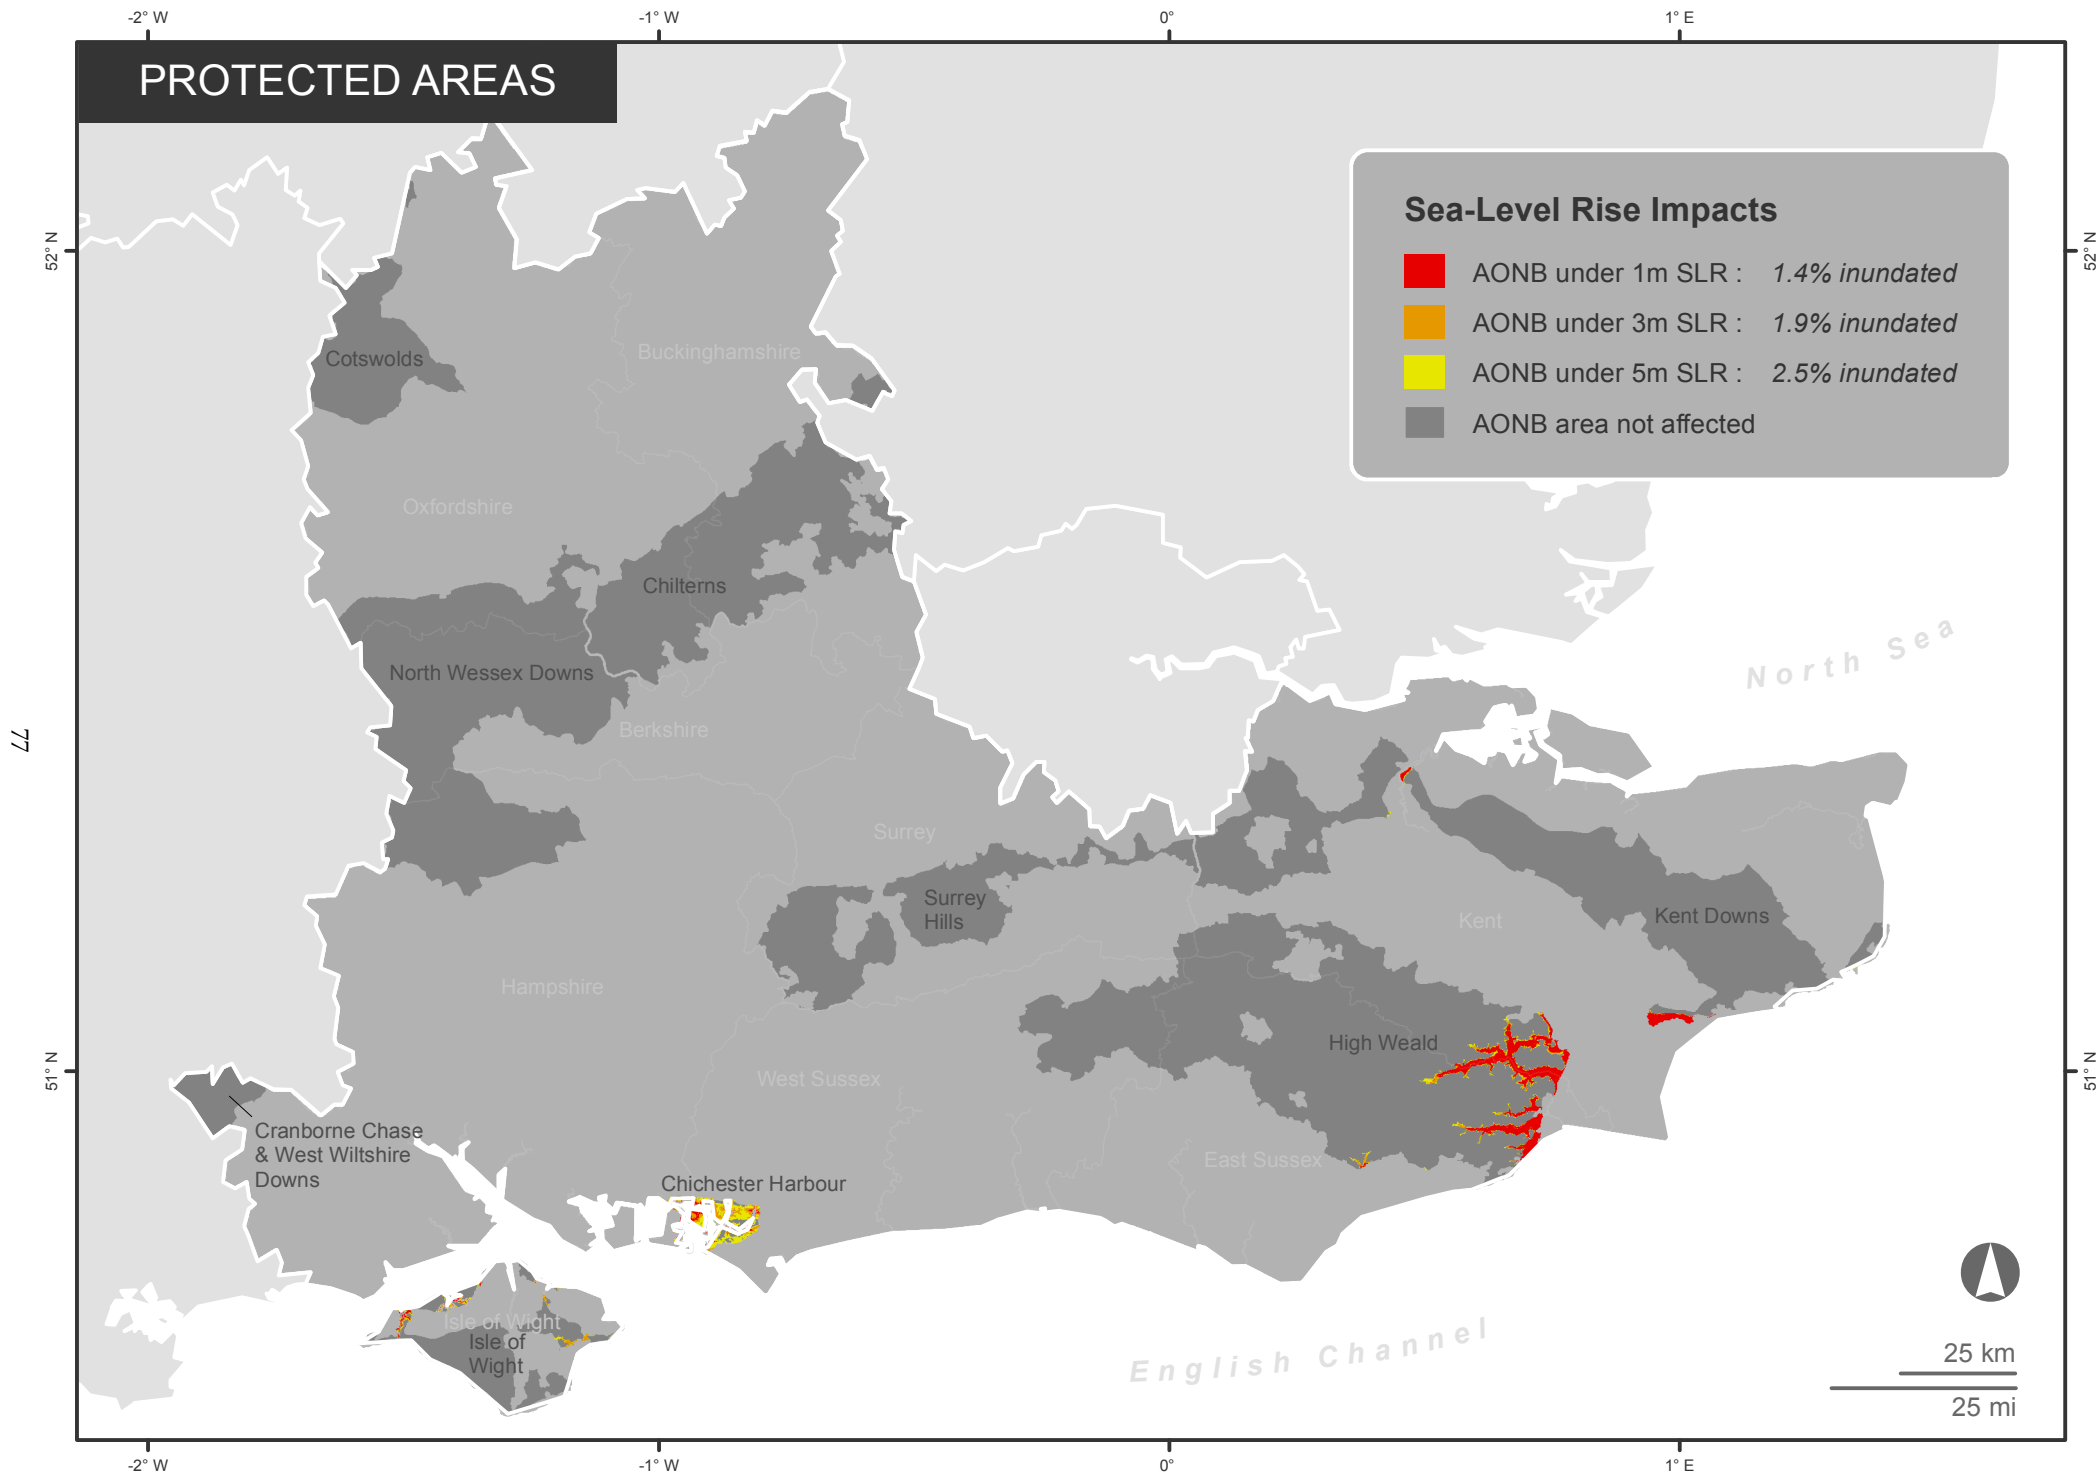 -2° W
-1° W
0°
1° E
PROTECTED AREAS
Sea-Level Rise Impacts
AONB under 1m SLR : 1.4% inundated
AONB under 3m SLR : 1.9% inundated
AONB under 5m SLR : 2.5% inundated
AONB area not affected
52° N
52° N
Cotswolds
Buckinghamshire
Oxfordshire
Chilterns
North Sea
North Wessex Downs
Berkshire
77
Surrey
Surrey
Hills
Kent
Kent Downs
Hampshire
High Weald
51° N
51° N
West Sussex
Cranborne Chase
& West Wiltshire
Downs
East Sussex
Chichester Harbour
Isle of Wight
Isle of
Wight
English Channel
25 km
25 mi
-2° W
-1° W
0°
1° E